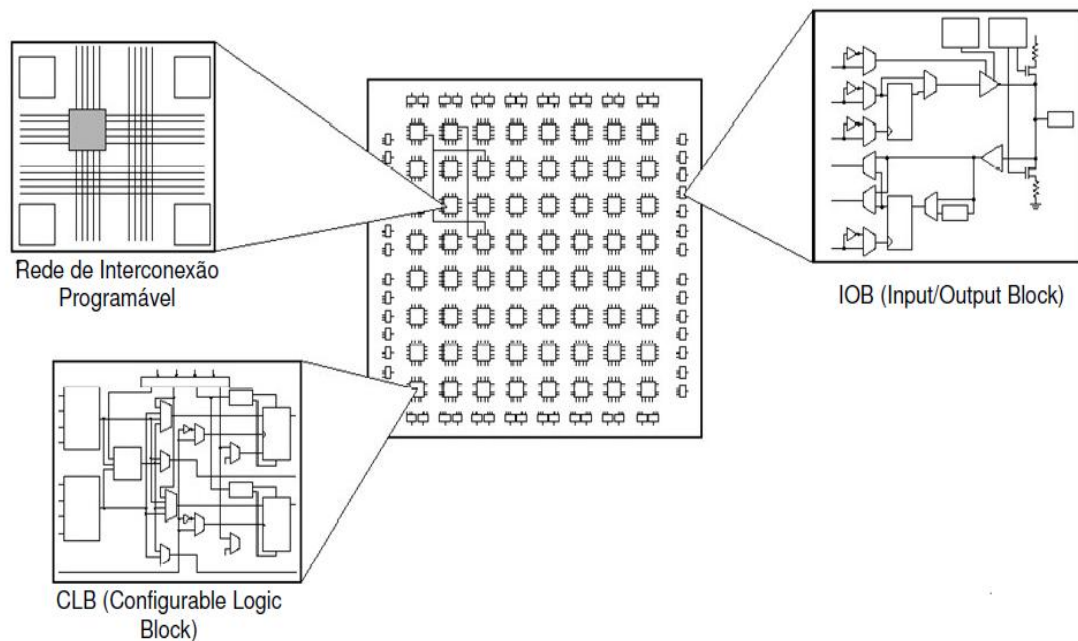 Rede de Interconexão
Programável
IOB (Input/Output Block)
CLB (Configurable Logic
Block)